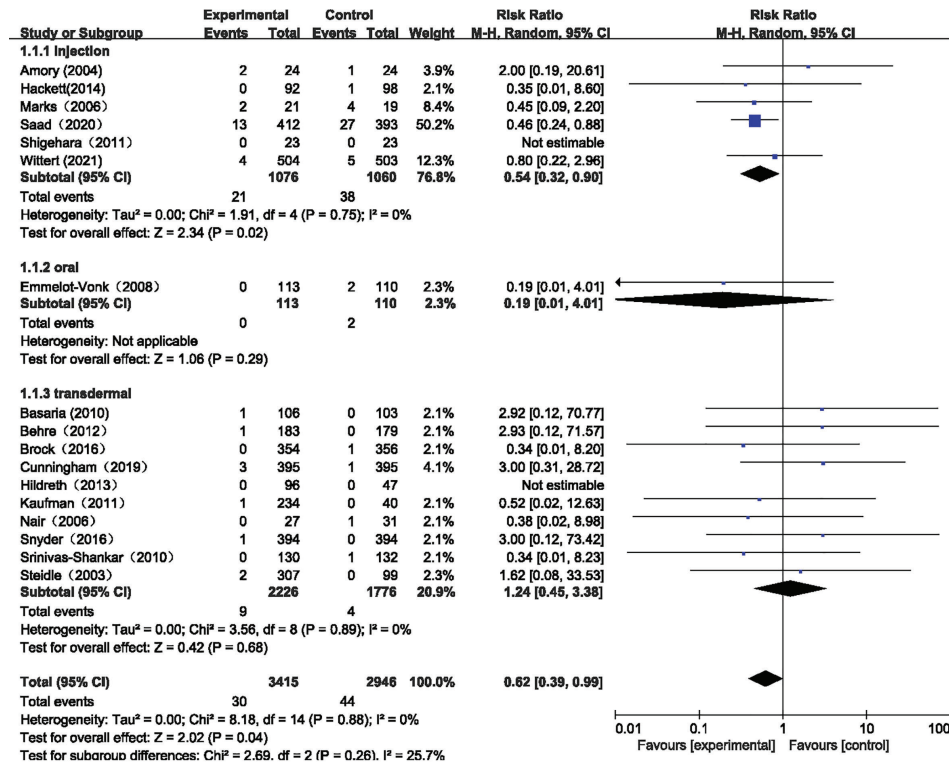 Experimental Control Risk Ratio Risk Ratio
Study or Subgroup Events Total Events Total Weight M-H, Random, 95% CI M-H, Random, 95% CI
1.1.1 Injection
Amory (2004) 2 24 1 24 3.9% 2.00 [0.19, 20.61]
Hackett(2014) 0 92 1 98 2.1% 0.35 [0.01, 8.60]
Marks（2006) 2 21 4 19 8.4% 0.45 [0.09, 2.20]
Saad（2020) 13 412 27 393 50.2% 0.46 [0.24, 0.88]
Shigehara（2011) 0 23 0 23 Not estimable
Wittert(2021) 4 504 5 503 12.3% 0.80 [0.22, 2.96]
Subtotal (95% CI) 1076 1060 76.8% 0.54 [0.32, 0.90]
Total events 21 38
Heterogeneity: Tau² = 0.00; Chi² = 1.91, df = 4 (P = 0.75); I² = 0%
Test for overall effect: Z = 2.34 (P = 0.02)
1.1.2 oral
Emmelot-Vonk（2008) 0 113 2 110 2.3% 0.19 [0.01, 4.01]
Subtotal (95% CI) 113 110 2.3% 0.19 [0.01, 4.01]
Total events 0 2
Heterogeneity: Not applicable
Test for overall effect: Z = 1.06 (P = 0.29)
1.1.3 transdermal
Basaria (2010) 1 106 0 103 2.1% 2.92 [0.12, 70.77]
Behre（2012) 1 183 0 179 2.1% 2.93 [0.12, 71.57]
Brock（2016) 0 354 1 356 2.1% 0.34 [0.01, 8.20]
Cunningham（2019) 3 395 1 395 4.1% 3.00 [0.31, 28.72]
Hildreth（2013) 0 96 0 47 Not estimable
Kaufman（2011) 1 234 0 40 2.1% 0.52 [0.02, 12.63]
Nair（2006) 0 27 1 31 2.1% 0.38 [0.02, 8.98]
Snyder（2016) 1 394 0 394 2.1% 3.00 [0.12, 73.42]
Srinivas-Shankar（2010) 0 130 1 132 2.1% 0.34 [0.01, 8.23]
Steidle（2003) 2 307 0 99 2.3% 1.62 [0.08, 33.53]
Subtotal (95% CI) 2226 1776 20.9% 1.24 [0.45, 3.38]
Total events 9 4
Heterogeneity: Tau² = 0.00; Chi² = 3.56, df = 8 (P = 0.89); I² = 0%
Test for overall effect: Z = 0.42 (P = 0.68)
Total (95% CI) 3415 2946 100.0% 0.62 [0.39, 0.99]
Total events 30 44
Heterogeneity: Tau² = 0.00; Chi² = 8.18, df = 14 (P = 0.88); I² = 0%
Test for overall effect: Z = 2.02 (P = 0.04)
Test for subgroup differences: Chi² = 2.69, df = 2 (P = 0.26), I² = 25.7%
0.01 0.1 1 10 100
Favours [experimental] Favours [control]